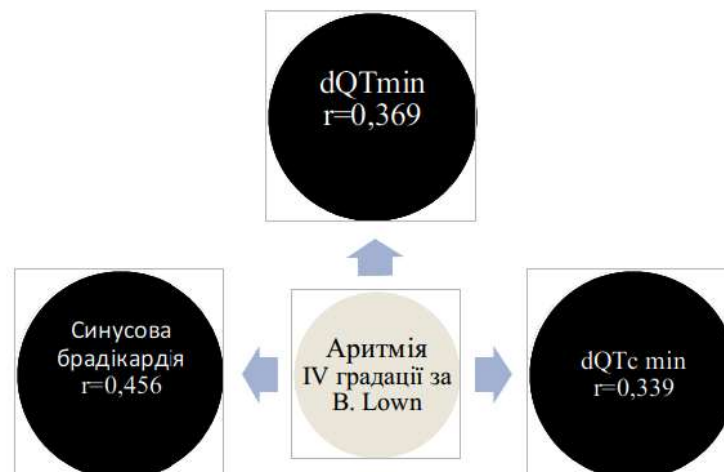 dQTmin
r=0,369
Синусова
брадікардія
r=0,456
Аритмія
IV градації за
B. Lown
dQTc min
r=0,339